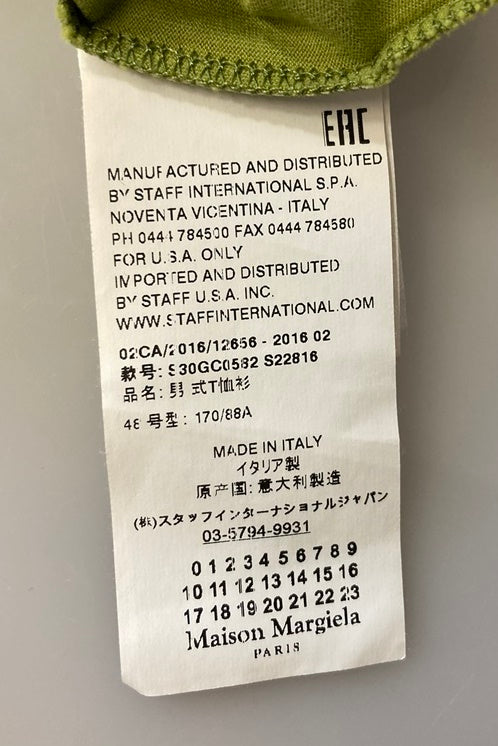 EAC
MANUFACTURED AND DISTRIBUTED
BY STAFF INTERNATIONAL S.P.A.
NOVENTA VICENTINA - ITALY
PH 0444 784500 FAX 0444 784580
FOR U.S.A. ONLY
IMPORTED AND DISTRIBUTED
BY STAFF U.S.A. INC.
WWW.STAFFINTERNATIONAL.COM
02CA/2016/12656 - 2016 02
款号: S30GC0582 S22816
品名: 男 式T恤衫
48 号型: 170/88A
MADE IN ITALY
イタリア製
原产国: 意大利製造
(株)スタッフインターナショナルジャパン
03-5794-9931
0 1 2 3 4 5 6 7 8 9
10 11 12 13 14 15 16
17 18 19 20 21 22 23
Maison Margiela
PARIS